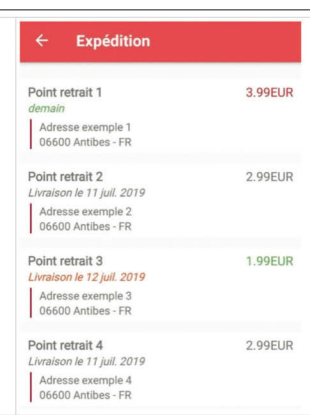 ← Expédition
Point retrait 1 3.99EUR
demain
Adresse exemple 1
06600 Antibes - FR
Point retrait 2 2.99EUR
Livraison le 11 juil. 2019
Adresse exemple 2
06600 Antibes - FR
Point retrait 3 1.99EUR
Livraison le 12 juil. 2019
Adresse exemple 3
06600 Antibes - FR
Point retrait 4 2.99EUR
Livraison le 11 juil. 2019
Adresse exemple 4
06600 Antibes - FR